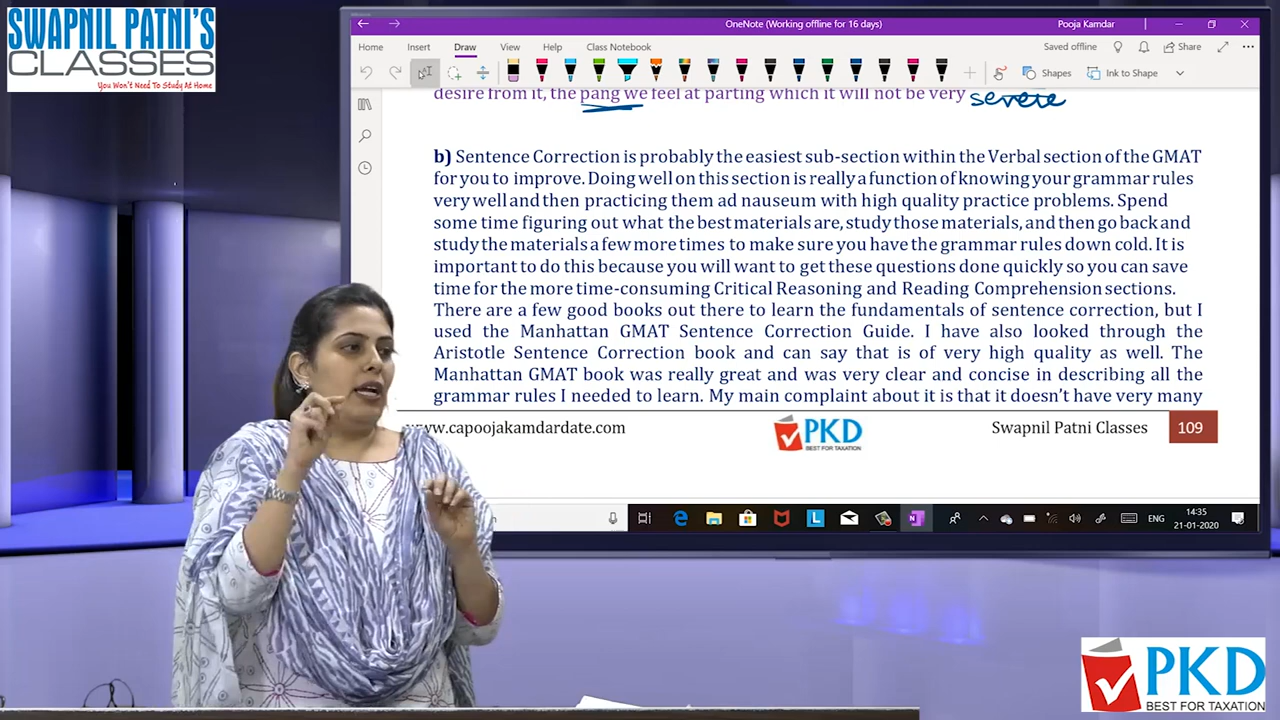 SWAPNIL PATNI'S
CLASSES
You Won't Need To Study At Home
OneNote (Working offline for 16 days)
Pooja Kamdar
Home Insert Draw View Help Class Notebook
Saved offline
Share
Shapes
Ink to Shape
desire from it, the pang we feel at parting which it will not be very severe
b) Sentence Correction is probably the easiest sub-section within the Verbal section of the GMAT
for you to improve. Doing well on this section is really a function of knowing your grammar rules
very well and then practicing them ad nauseum with high quality practice problems. Spend
some time figuring out what the best materials are, study those materials, and then go back and
study the materials a few more times to make sure you have the grammar rules down cold. It is
important to do this because you will want to get these questions done quickly so you can save
time for the more time-consuming Critical Reasoning and Reading Comprehension sections.
There are a few good books out there to learn the fundamentals of sentence correction, but I
used the Manhattan GMAT Sentence Correction Guide. I have also looked through the
Aristotle Sentence Correction book and can say that is of very high quality as well. The
Manhattan GMAT book was really great and was very clear and concise in describing all the
grammar rules I needed to learn. My main complaint about it is that it doesn't have very many
www.capoojakamdardate.com
PKD
BEST FOR TAXATION
Swapnil Patni Classes
109
ENG
14:35
21-01-2020
PKD
BEST FOR TAXATION